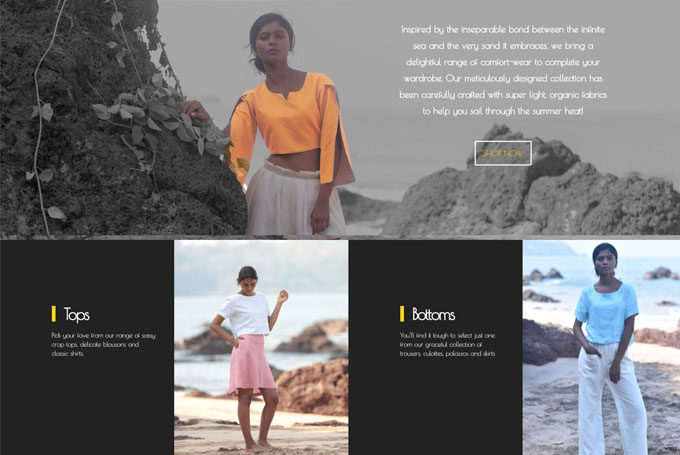 Inspired by the inseparable bond between the infinite
sea and the very sand it embraces, we bring a
delightful range of comfort-wear to complete your
wardrobe. Our meticulously designed collection has
been carefully crafted with super light, organic fabrics
to help you sail through the summer heat!
SHOP NOW
Tops
Pick your fave from our range of sassy
crop tops, delicate blousons and
classic shirts.
Bottoms
You'll find it tough to select just one
from our graceful collection of
trousers, culottes, palazzos and skirts